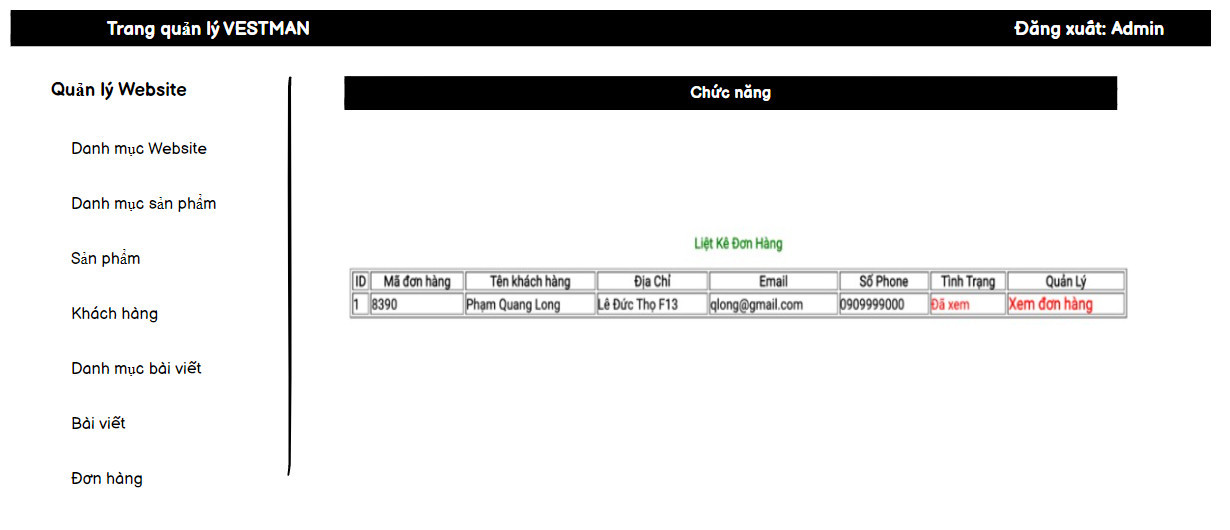 Trang quản lý VESTMAN Đăng xuất: Admin
Quản lý Website
Chức năng
Danh mục Website
Danh mục sản phẩm
Sản phẩm
Khách hàng
Danh mục bài viết
Bài viết
Đơn hàng
Liệt Kê Đơn Hàng
ID Mã đơn hàng Tên khách hàng Địa Chỉ Email Số Phone Tình Trạng Quản Lý
1 8390 Phạm Quang Long Lê Đức Thọ F13 qlong@gmail.com 0909999000 Đã xem Xem đơn hàng